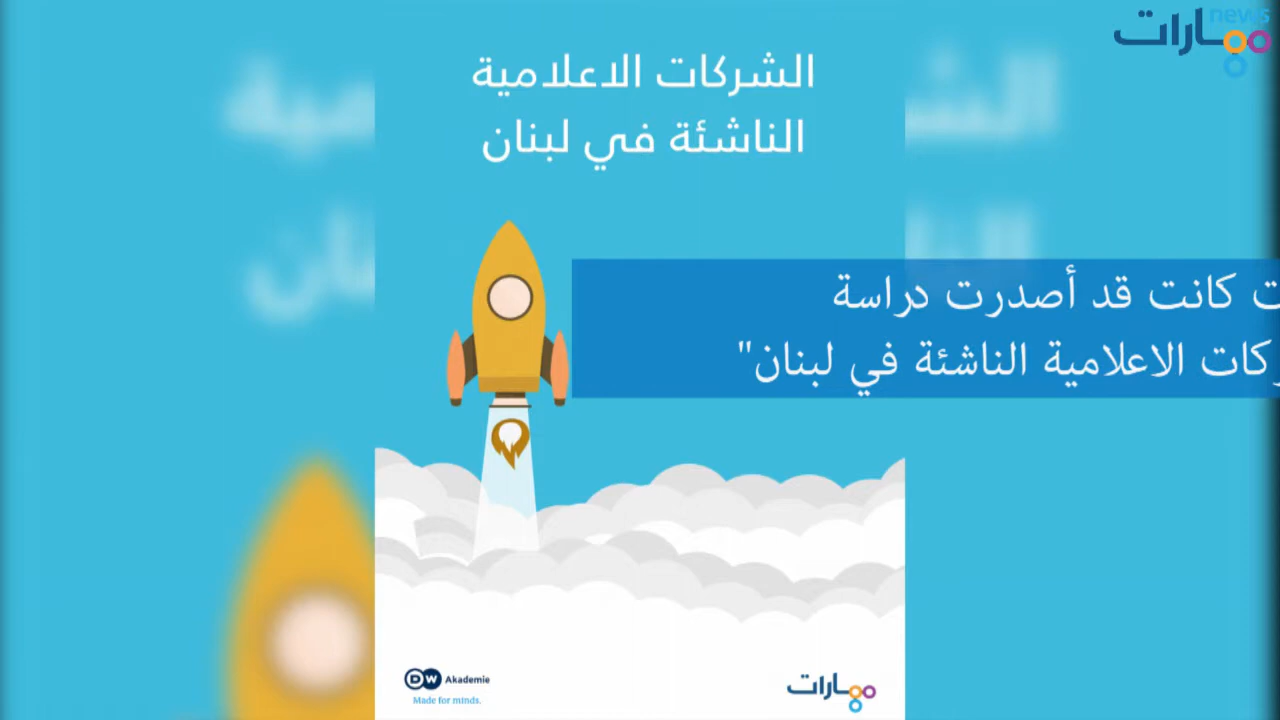 news
مهارات
الشركات الاعلامية
الناشئة في لبنان
كانت قد أصدرت دراسة
الاعلامية الناشئة في لبنان"
DW Akademie
Made for minds.
مهارات